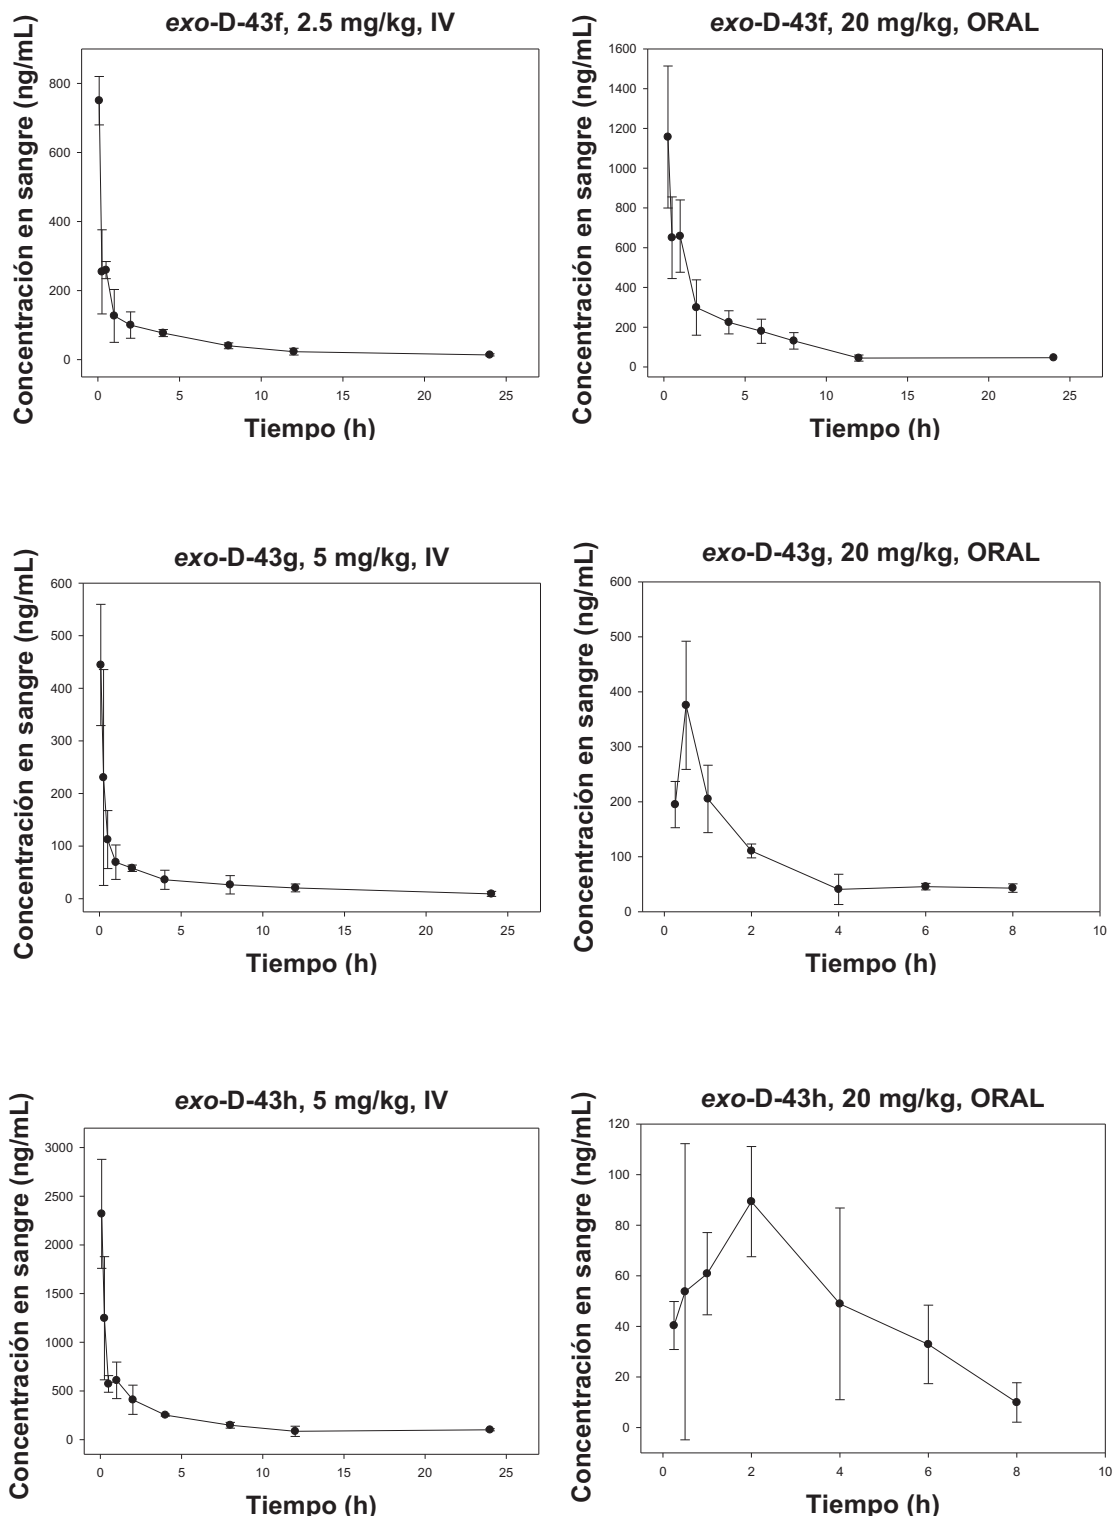 exo-D-43f, 2.5 mg/kg, IV
Concentración en sangre (ng/mL)
800
600
400
200
0
0 5 10 15 20 25
Tiempo (h)
exo-D-43f, 20 mg/kg, ORAL
Concentración en sangre (ng/mL)
1600
1400
1200
1000
800
600
400
200
0
0 5 10 15 20 25
Tiempo (h)
exo-D-43g, 5 mg/kg, IV
Concentración en sangre (ng/mL)
600
500
400
300
200
100
0
0 5 10 15 20 25
Tiempo (h)
exo-D-43g, 20 mg/kg, ORAL
Concentración en sangre (ng/mL)
600
500
400
300
200
100
0
0 2 4 6 8 10
Tiempo (h)
exo-D-43h, 5 mg/kg, IV
Concentración en sangre (ng/mL)
3000
2500
2000
1500
1000
500
0
0 5 10 15 20 25
Tiempo (h)
exo-D-43h, 20 mg/kg, ORAL
Concentración en sangre (ng/mL)
120
100
80
60
40
20
0
0 2 4 6 8 10
Tiempo (h)